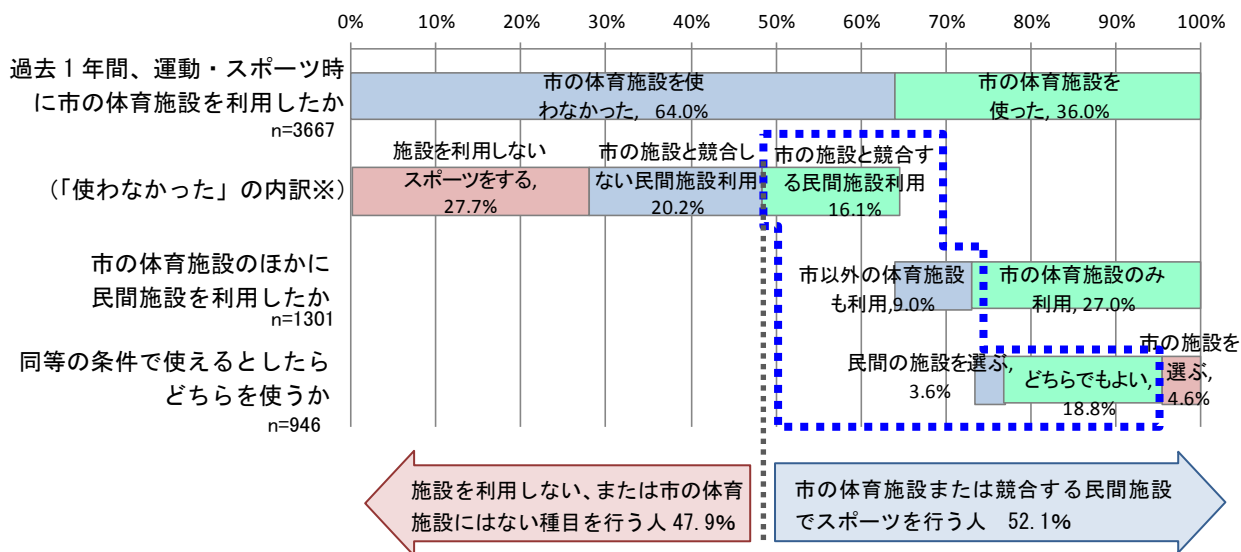 0% 10% 20% 30% 40% 50% 60% 70% 80% 90% 100%
過去1年間、運動・スポーツ時
に市の体育施設を利用したか
n=3667
市の体育施設を使
わなかった, 64.0%
市の体育施設を
使った, 36.0%
(「使わなかった」の内訳※)
施設を利用しない
スポーツをする,
27.7%
市の施設と競合し
ない民間施設利用
20.2%
市の施設と競合す
る民間施設利用
16.1%
市の体育施設のほかに
民間施設を利用したか
n=1301
市以外の体育施設
も利用,9.0%
市の体育施設のみ
利用, 27.0%
同等の条件で使えるとしたら
どちらを使うか
n=946
民間の施設を選ぶ,
3.6%
どちらでもよい,
18.8%
市の施設を
選ぶ,
4.6%
施設を利用しない、または市の体育
施設にはない種目を行う人 47.9%
市の体育施設または競合する民間施設
でスポーツを行う人 52.1%